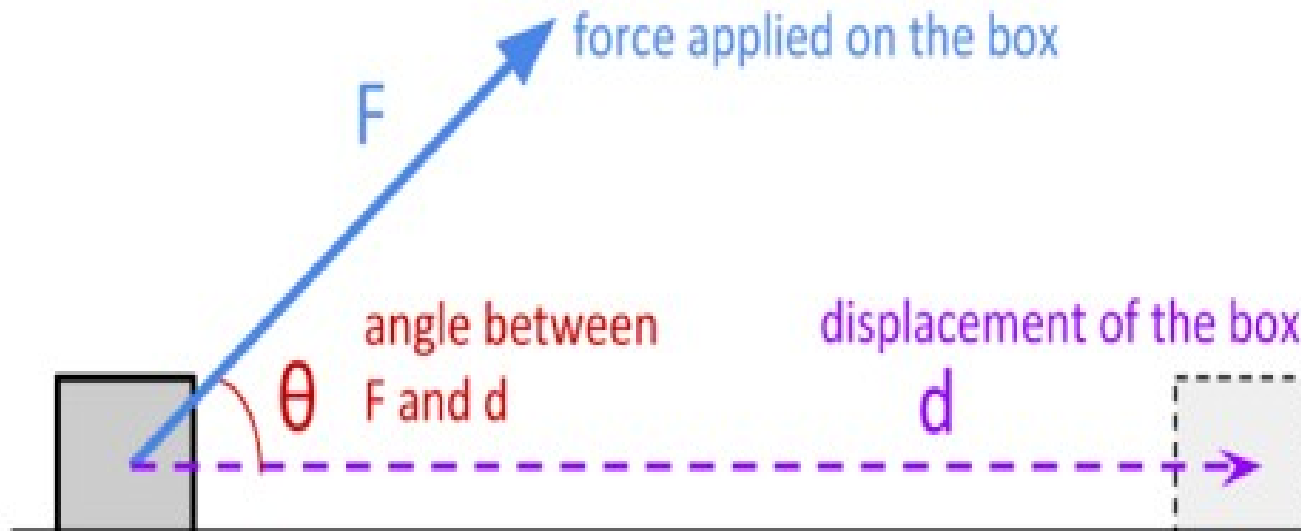 force applied on the box
F
angle between
θ
F and d
displacement of the box
d